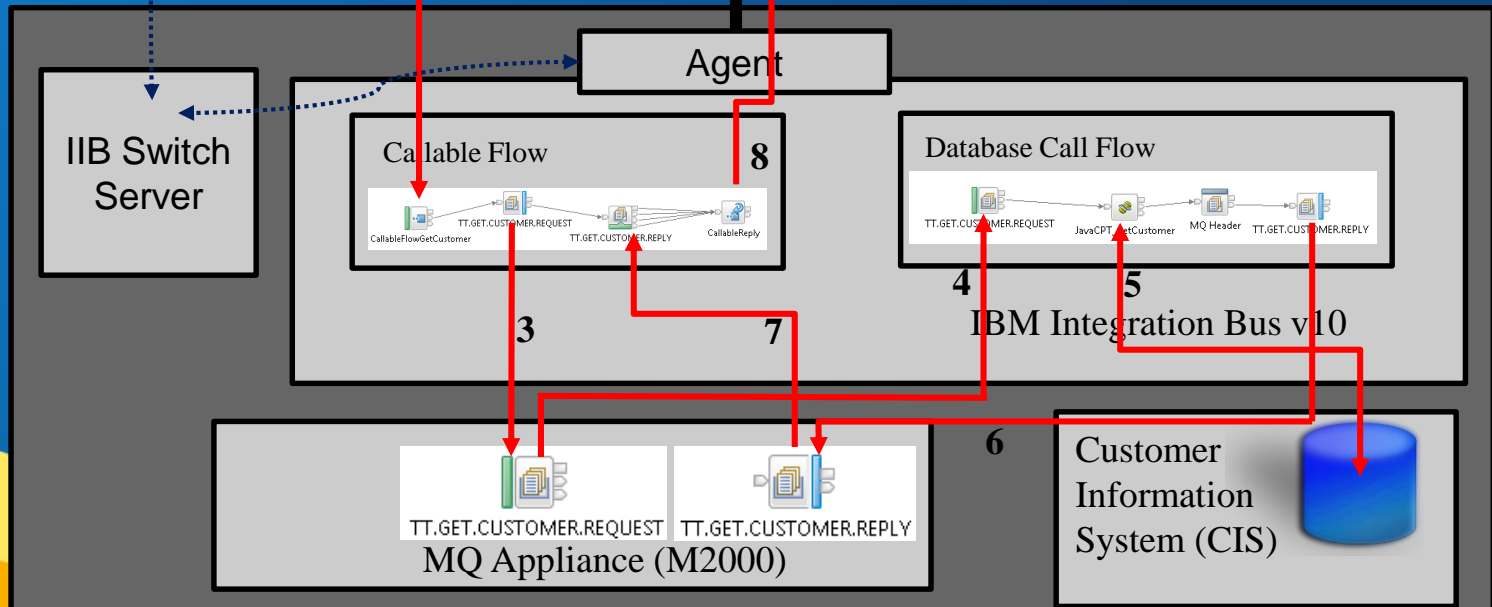 Agent
IIB Switch
Server
Callable Flow
8
CallableFlowGetCustomer
TT.GET.CUSTOMER.REQUEST
TT.GET.CUSTOMER.REPLY
CallableReply
Database Call Flow
TT.GET.CUSTOMER.REQUEST
JavaCPT_GetCustomer
MQ Header
TT.GET.CUSTOMER.REPLY
4
5
3
7
IBM Integration Bus v10
6
TT.GET.CUSTOMER.REQUEST
TT.GET.CUSTOMER.REPLY
MQ Appliance (M2000)
Customer
Information
System (CIS)